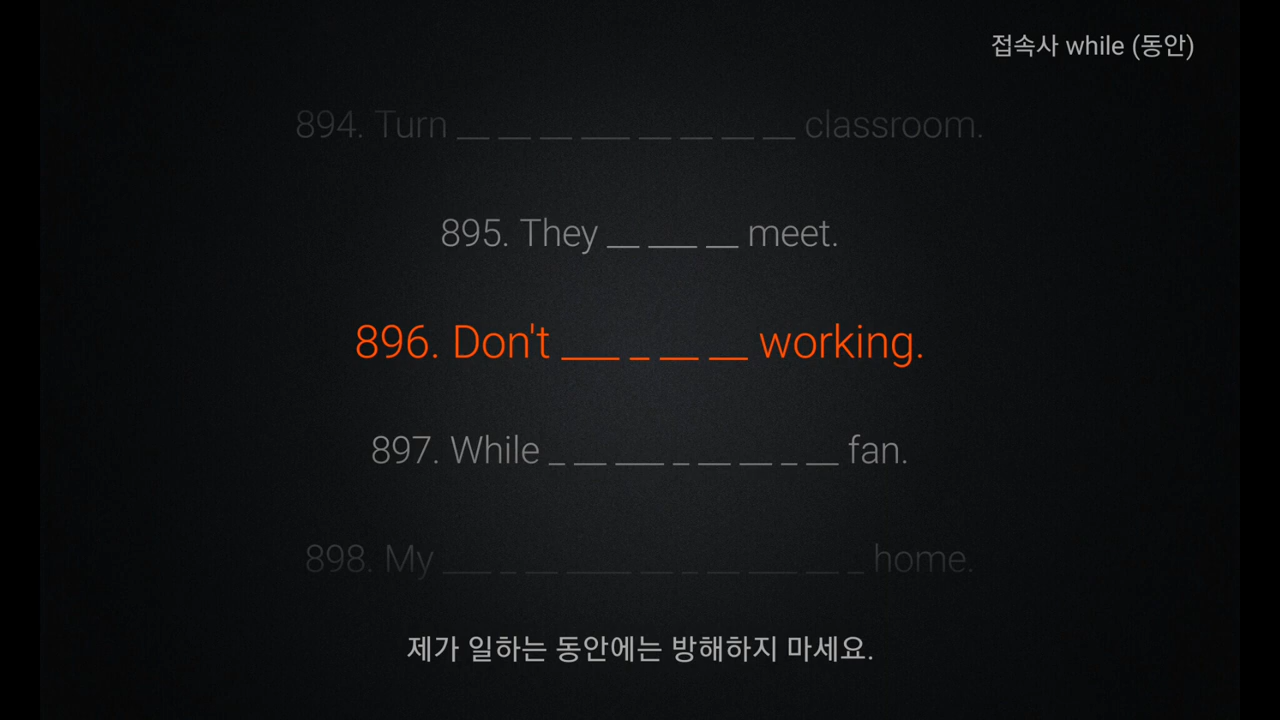 접속사 while (동안)
894. Turn __ __ __ ___ __ __ __ __ classroom.
895. They __ ___ __ meet.
896. Don't ___ _ __ __ working.
897. While _ __ ___ _ __ __ _ __ fan.
898. My ___ _ __ ____ __ _ __ ___ __ _ home.
제가 일하는 동안에는 방해하지 마세요.